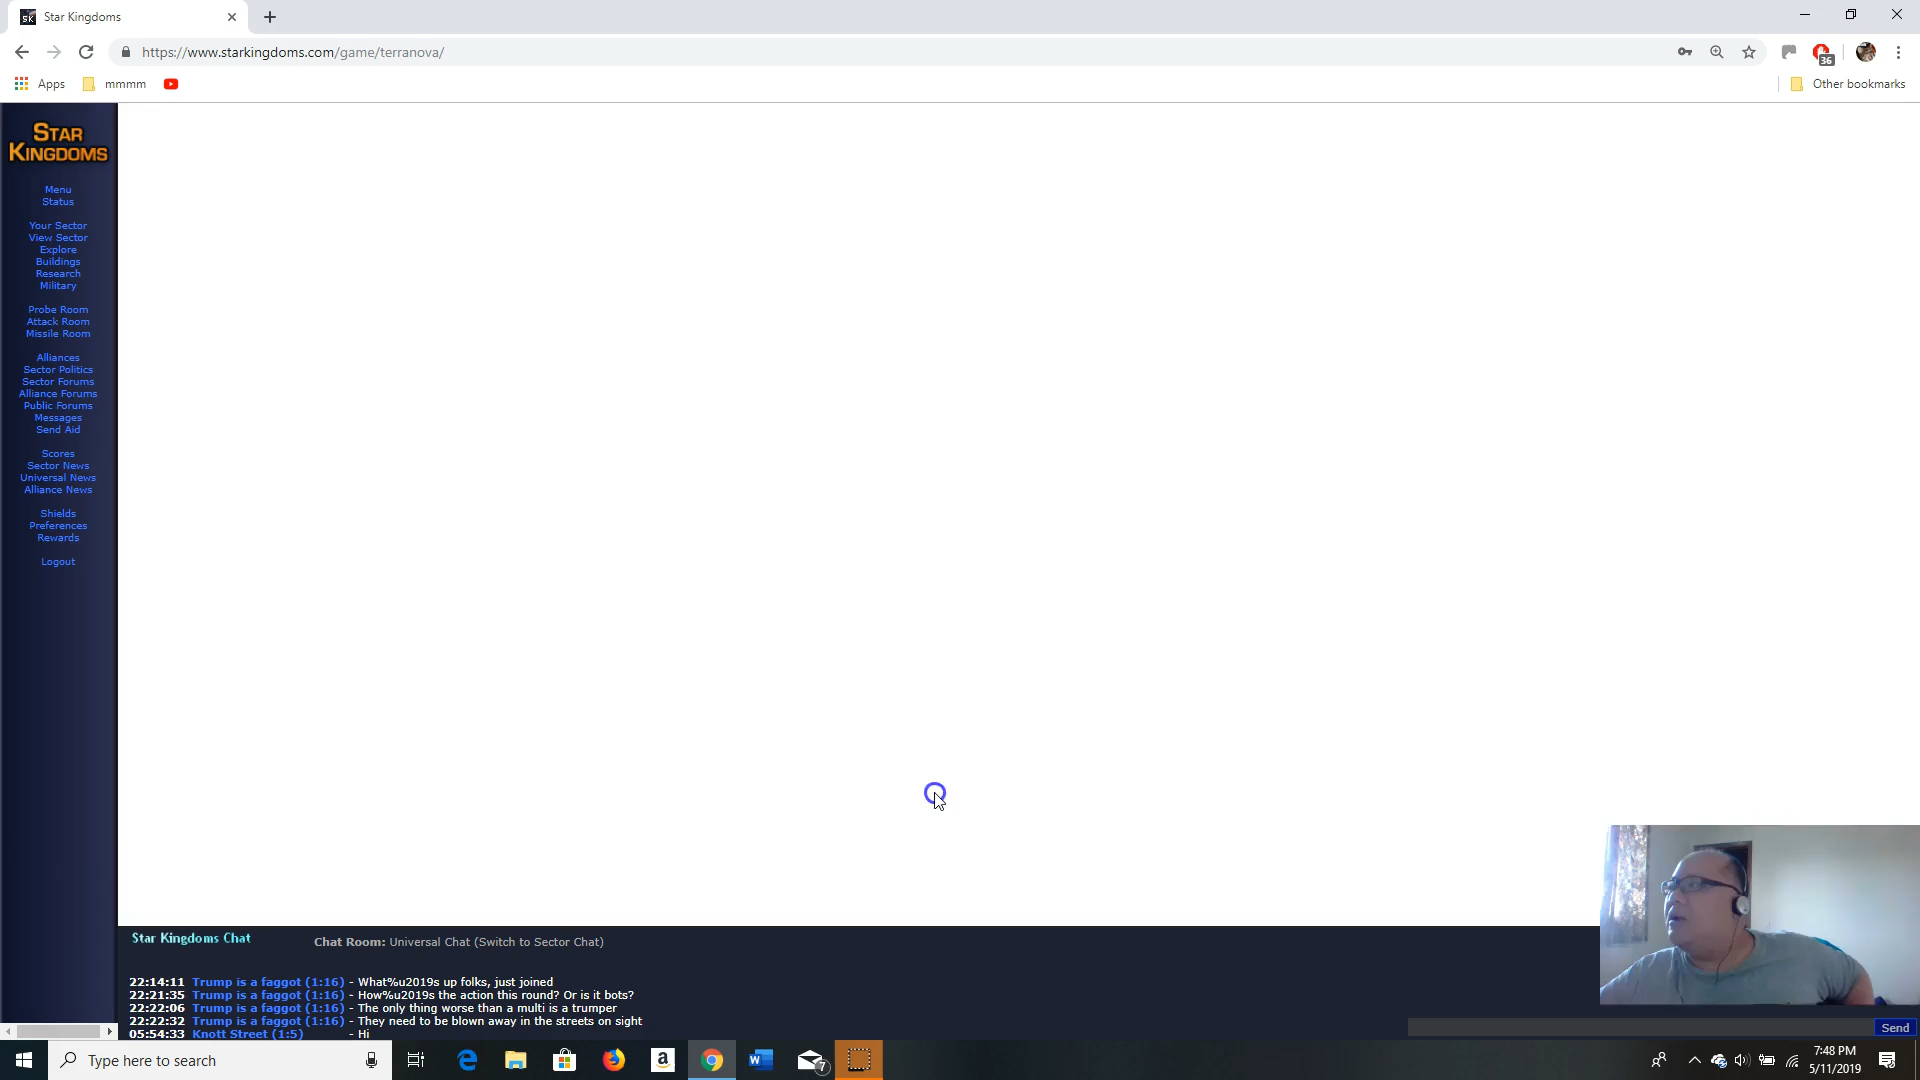 Star Kingdoms
https://www.starkingdoms.com/game/terranova/
36
Apps
mmmm
Other bookmarks
STAR
KINGDOMS
Menu
Status
Your Sector
View Sector
Explore
Buildings
Research
Military
Probe Room
Attack Room
Missile Room
Alliances
Sector Politics
Sector Forums
Alliance Forums
Public Forums
Messages
Send Aid
Scores
Sector News
Universal News
Alliance News
Shields
Preferences
Rewards
Logout
Star Kingdoms Chat
Chat Room: Universal Chat (Switch to Sector Chat)
22:14:11 Trump is a faggot (1:16) - What%u2019s up folks, just joined
22:21:35 Trump is a faggot (1:16) - How%u2019s the action this round? Or is it bots?
22:22:06 Trump is a faggot (1:16) - The only thing worse than a multi is a trumper
22:22:32 Trump is a faggot (1:16) - They need to be blown away in the streets on sight
05:54:33 Knott Street (1:5) - Hi
Send
Type here to search
7
7:48 PM
5/11/2019